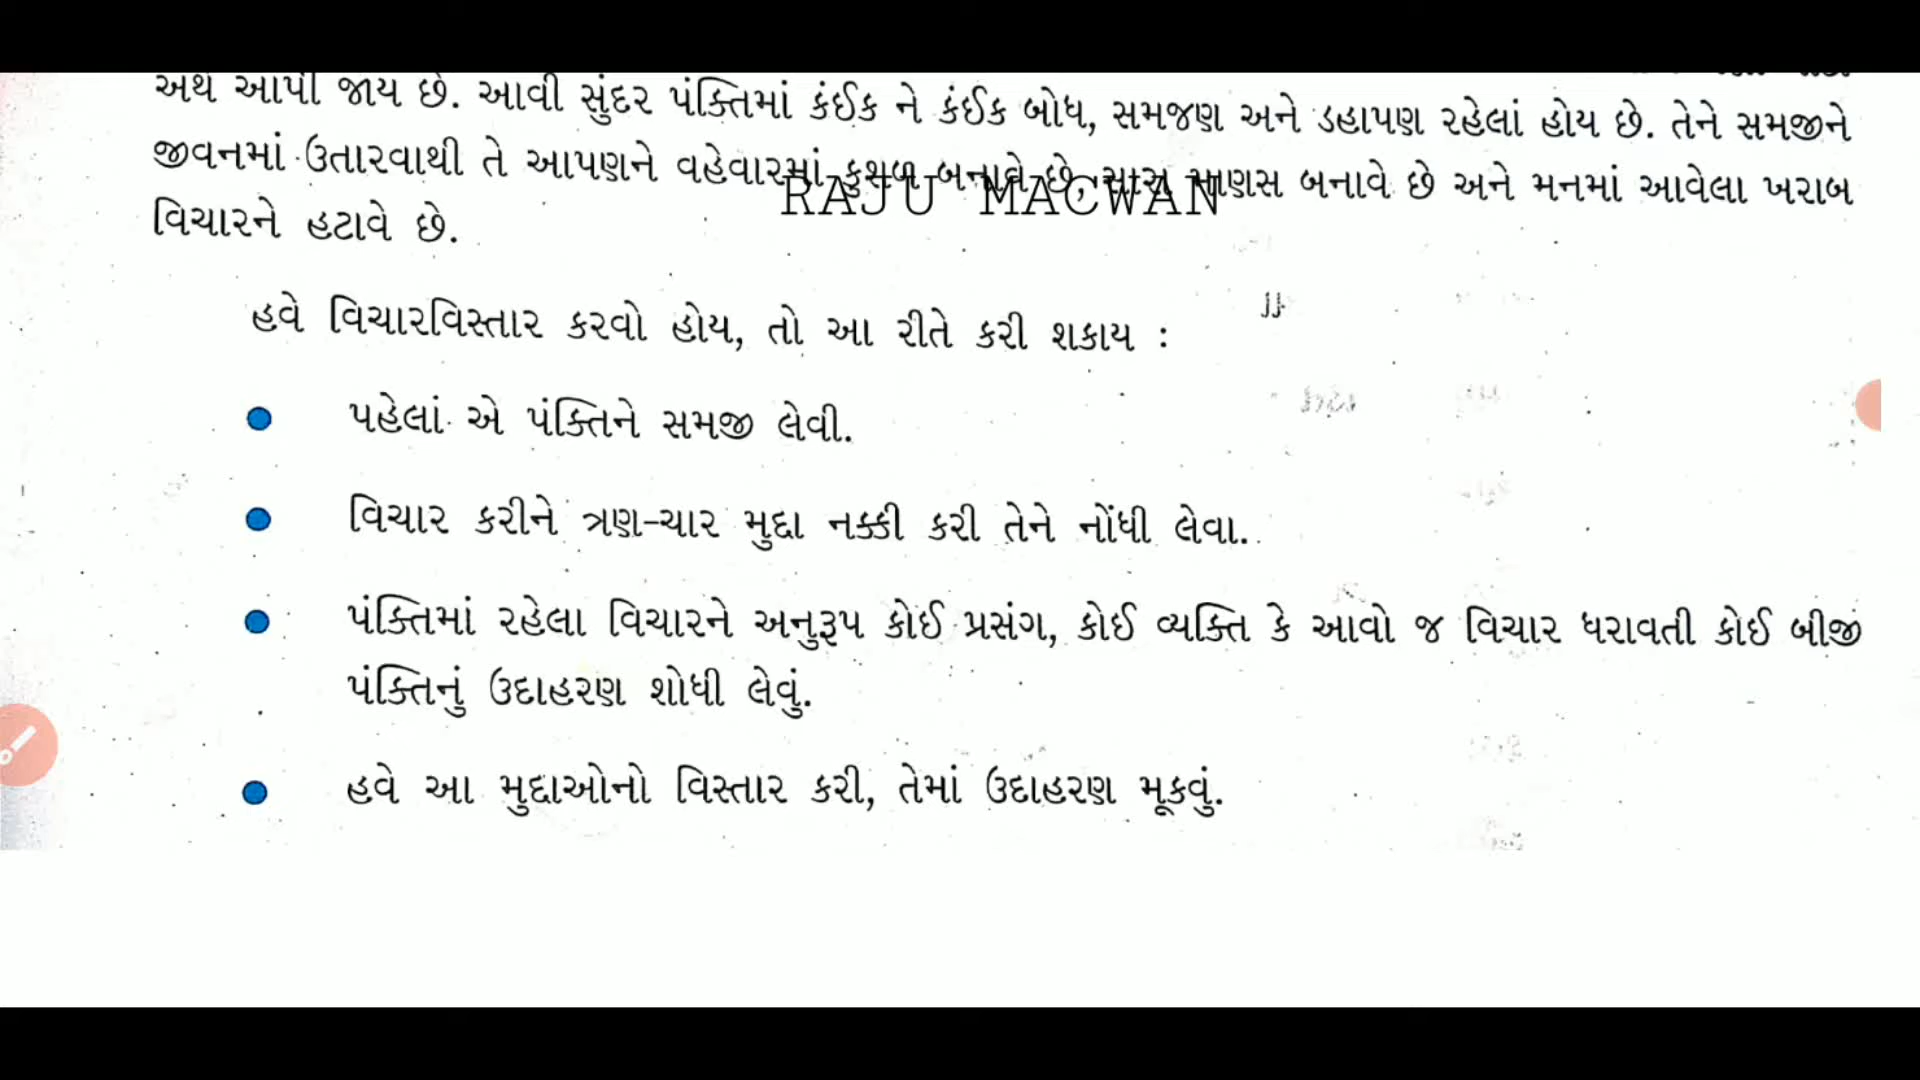 અર્થ આપી જાય છે. આવી સુંદર પંક્તિમાં કંઈક ને કંઈક બોધ, સમજણ અને ડહાપણ રહેલાં હોય છે. તેને સમજીને
જીવનમાં ઉતારવાથી તે આપણને વહેવારમાં કુશળ બનાવે છે, સારા માણસ બનાવે છે અને મનમાં આવેલા ખરાબ
RAJU MACWAN
વિચારને હટાવે છે.
હવે વિચારવિસ્તાર કરવો હોય, તો આ રીતે કરી શકાય :
● પહેલાં એ પંક્તિને સમજી લેવી.
● વિચાર કરીને ત્રણ-ચાર મુદ્દા નક્કી કરી તેને નોંધી લેવા.
● પંક્તિમાં રહેલા વિચારને અનુરૂપ કોઈ પ્રસંગ, કોઈ વ્યક્તિ કે આવો જ વિચાર ધરાવતી કોઈ બીજી
પંક્તિનું ઉદાહરણ શોધી લેવું.
● હવે આ મુદ્દાઓનો વિસ્તાર કરી, તેમાં ઉદાહરણ મૂકવું.